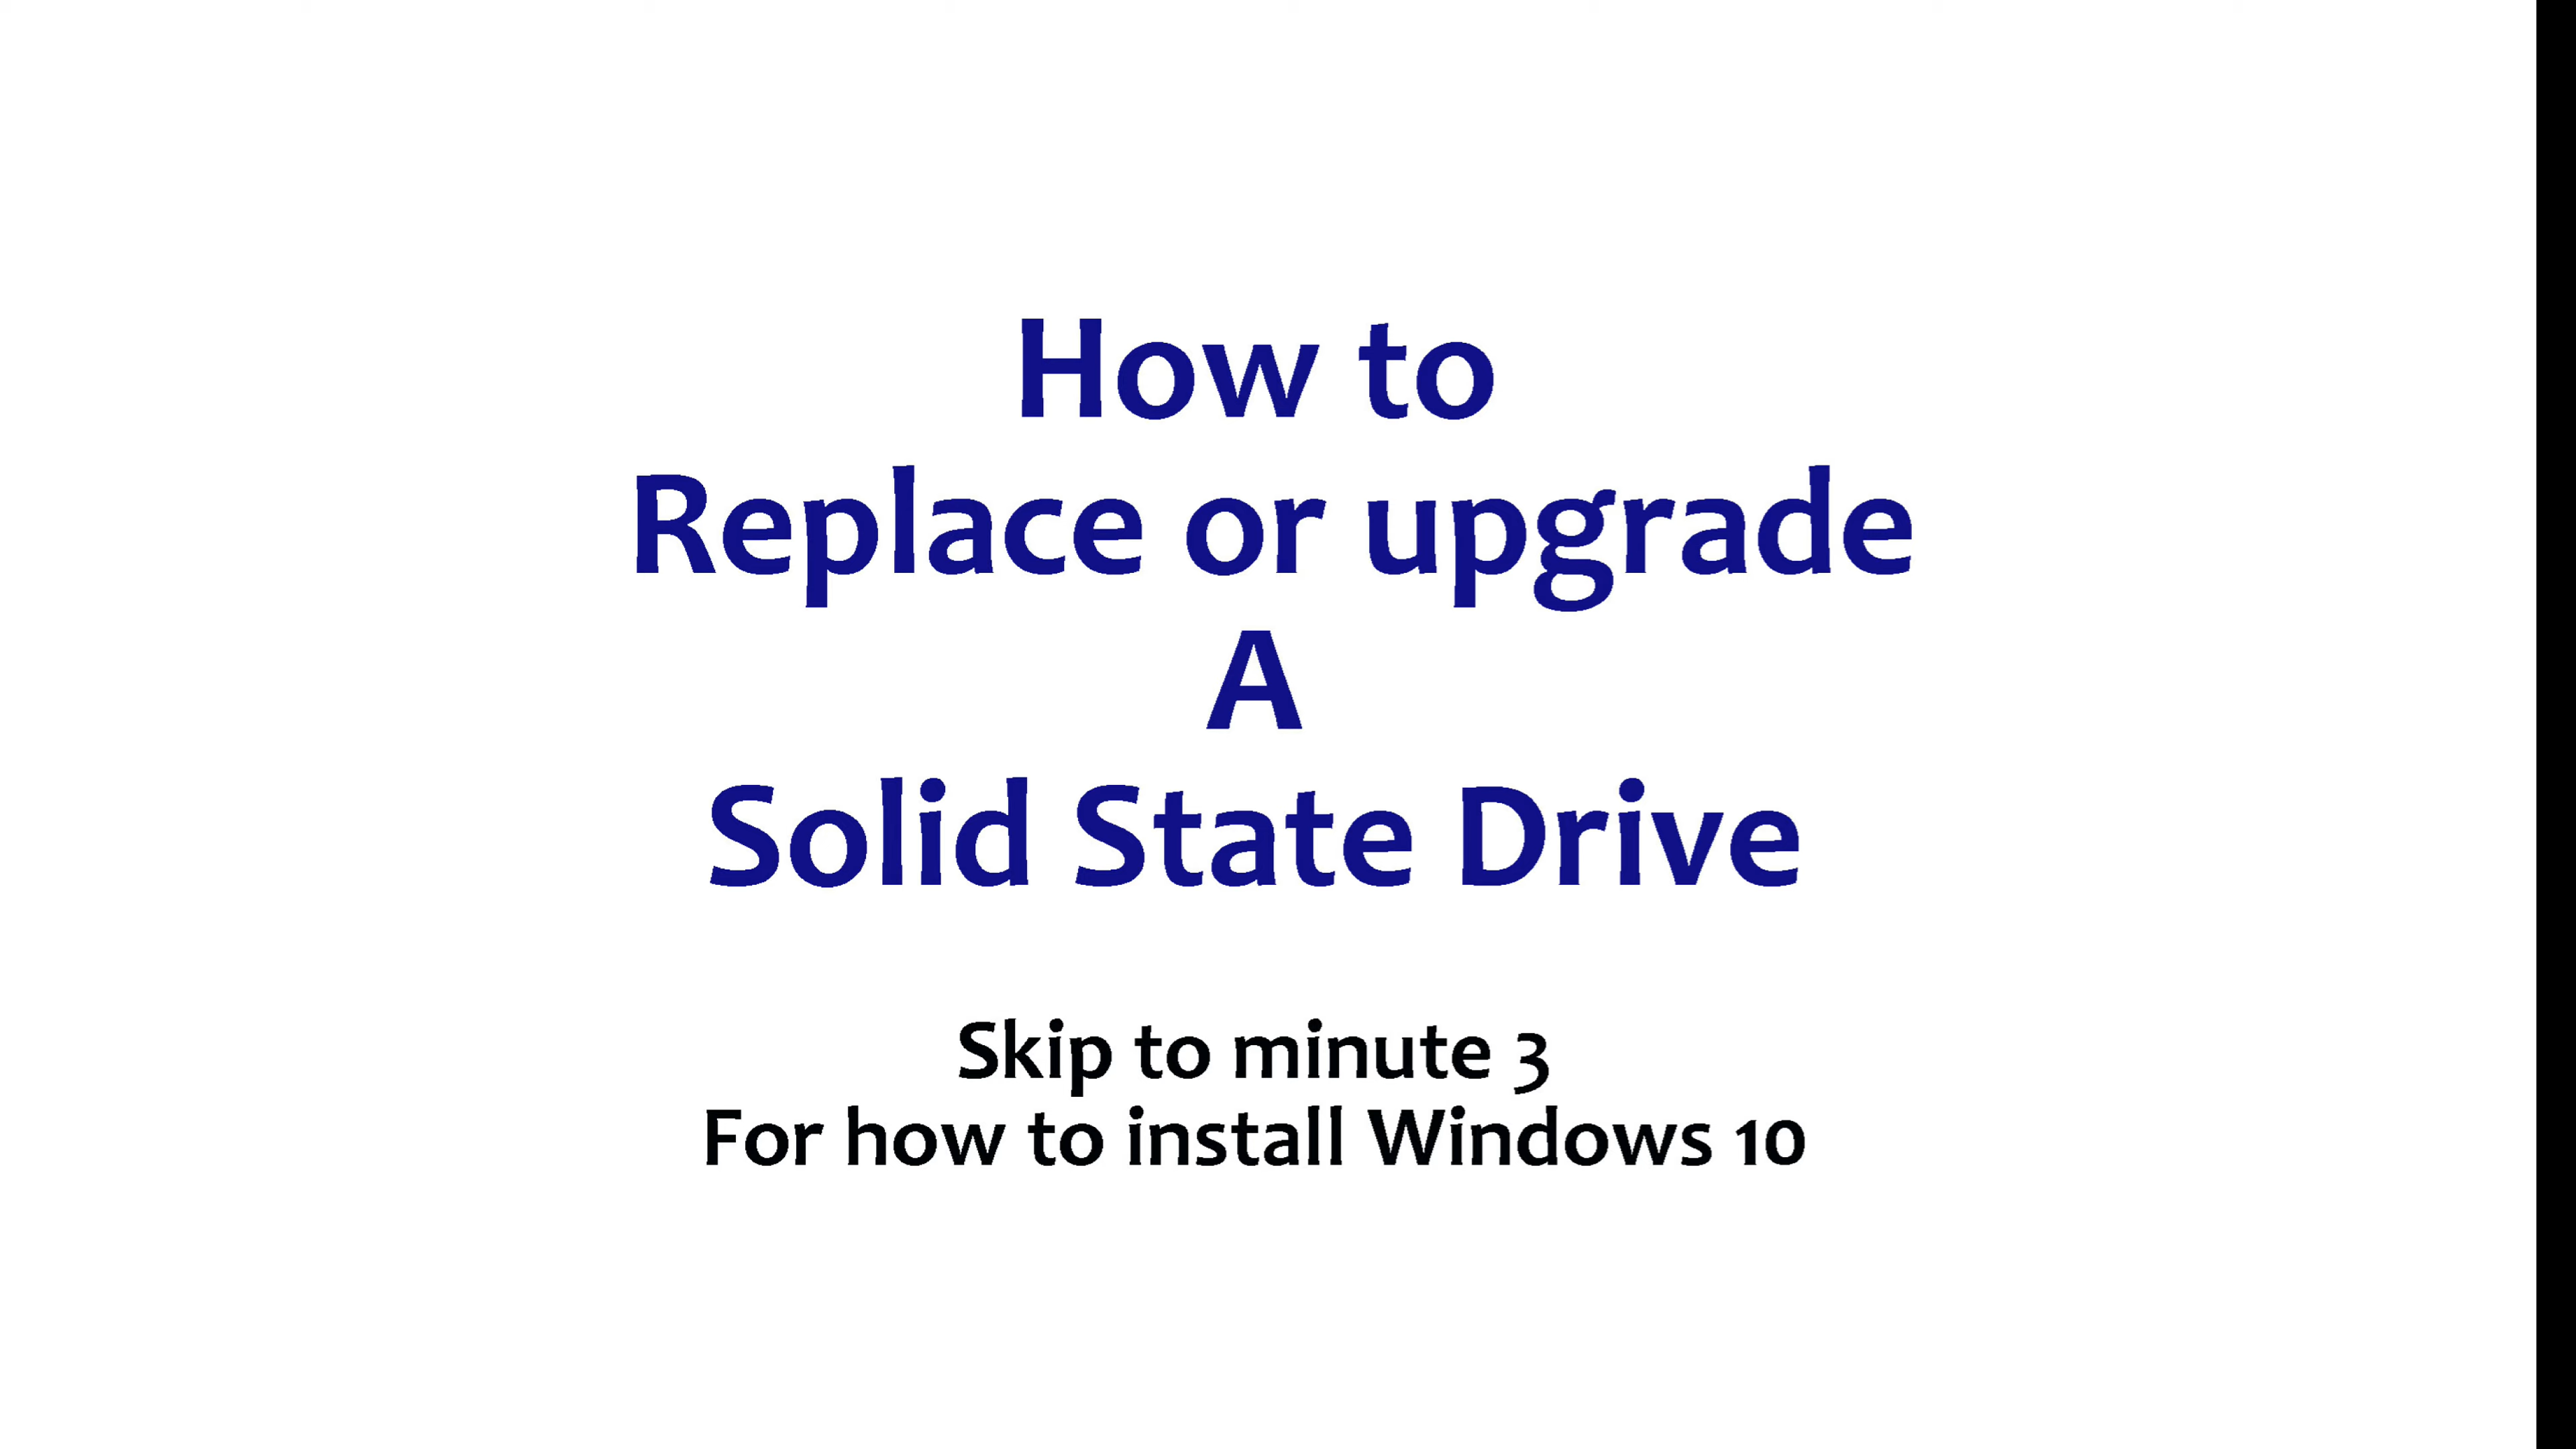 How to
Replace or upgrade
A
Solid State Drive
Skip to minute 3
For how to install Windows 10